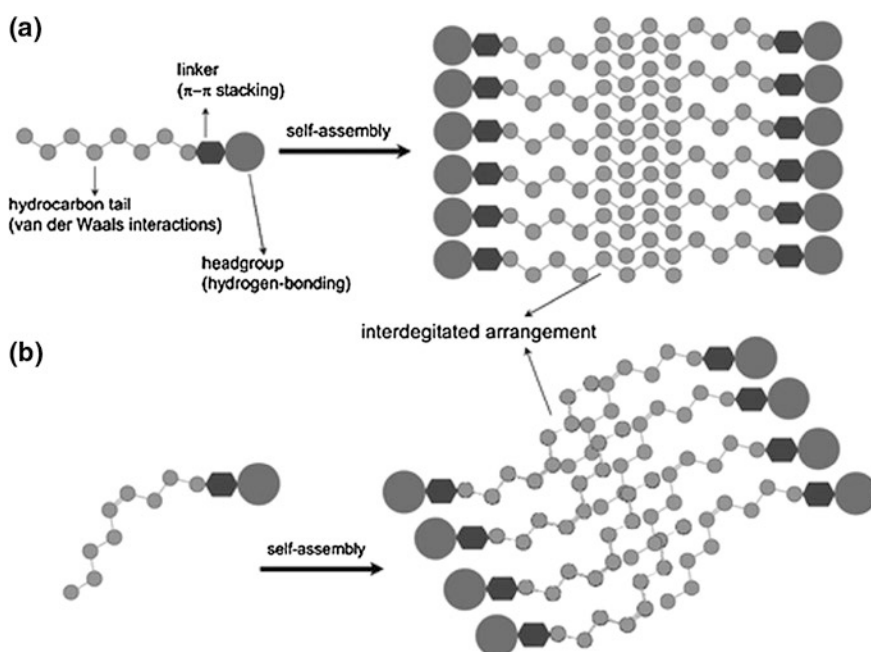 (a)
linker
(π–π stacking)
self-assembly
hydrocarbon tail
(van der Waals interactions)
headgroup
(hydrogen-bonding)
interdegitated arrangement
(b)
self-assembly